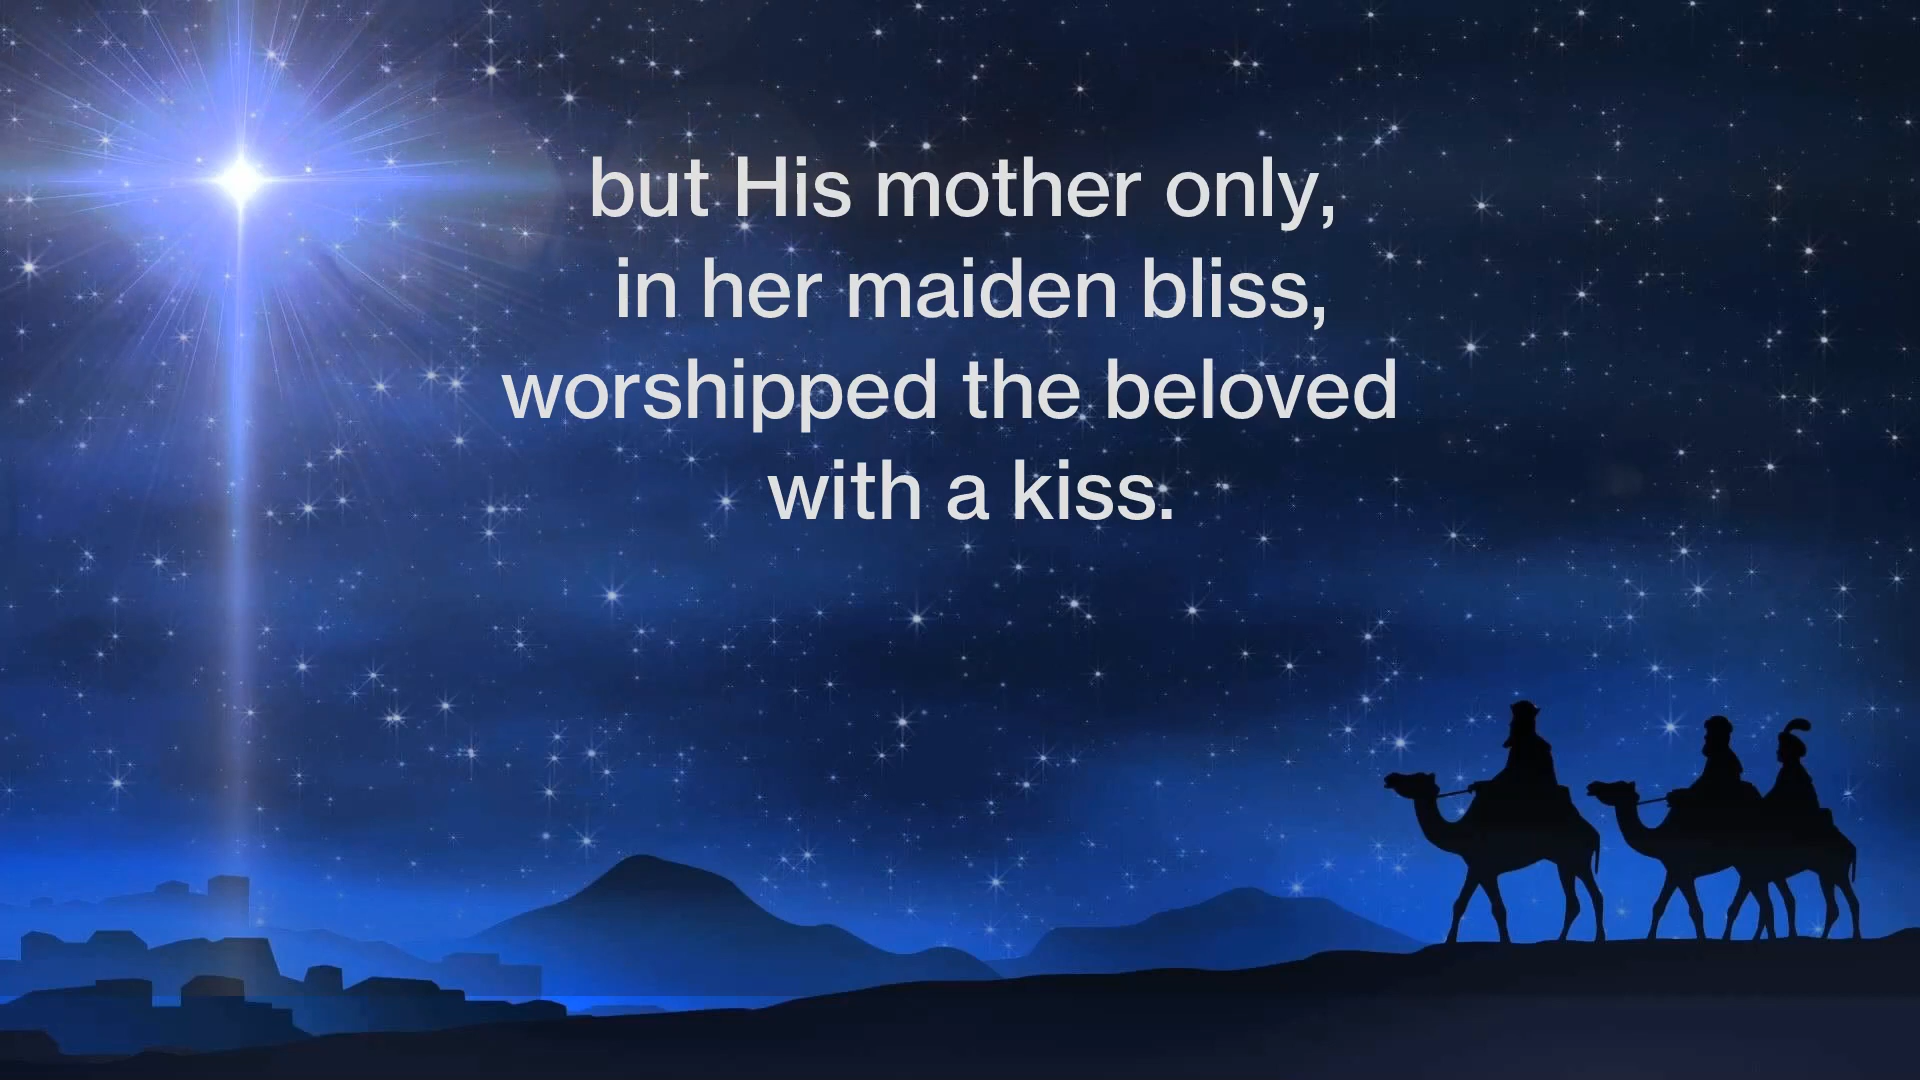 but His mother only,
in her maiden bliss,
worshipped the beloved
with a kiss.